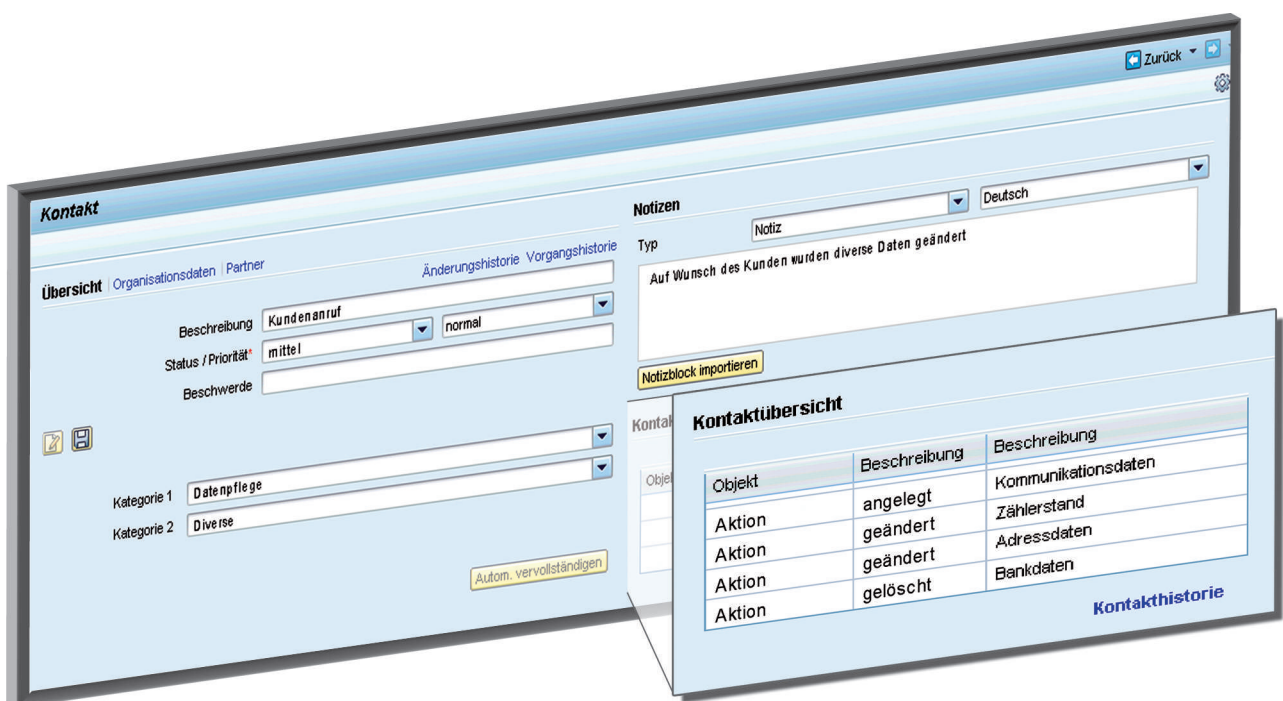 Zurück
Kontakt
Übersicht | Organisationsdaten | Partner
Änderungshistorie Vorgangshistorie
Beschreibung Kundenanruf
Status / Priorität* mittel normal
Beschwerde
Kategorie 1 Datenpflege
Kategorie 2 Diverse
Autom. vervollständigen
Notizen
Typ Notiz Deutsch
Auf Wunsch des Kunden wurden diverse Daten geändert
Notizblock importieren
Kontaktübersicht
Objekt Beschreibung Beschreibung
Aktion angelegt Kommunikationsdaten
Aktion geändert Zählerstand
Aktion geändert Adressdaten
Aktion gelöscht Bankdaten
Kontakthistorie